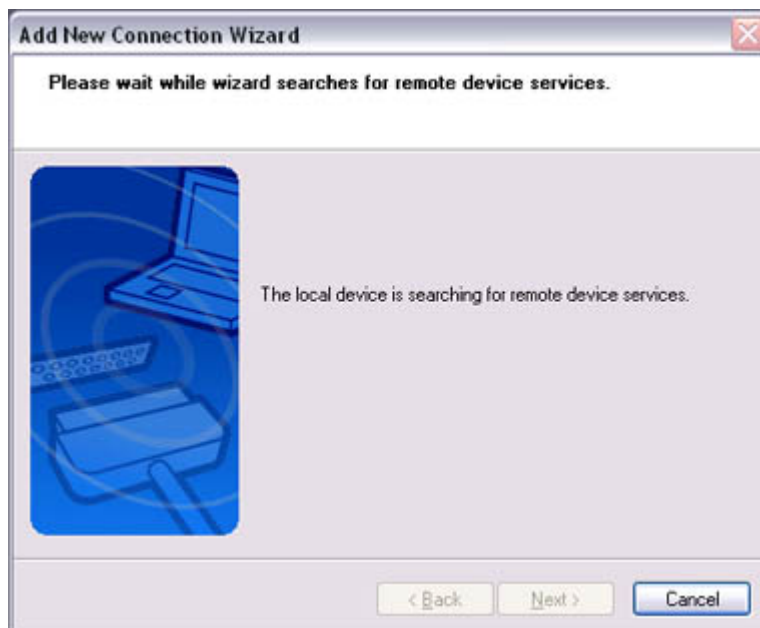 Add New Connection Wizard
Please wait while wizard searches for remote device services.
The local device is searching for remote device services.
< Back
Next >
Cancel